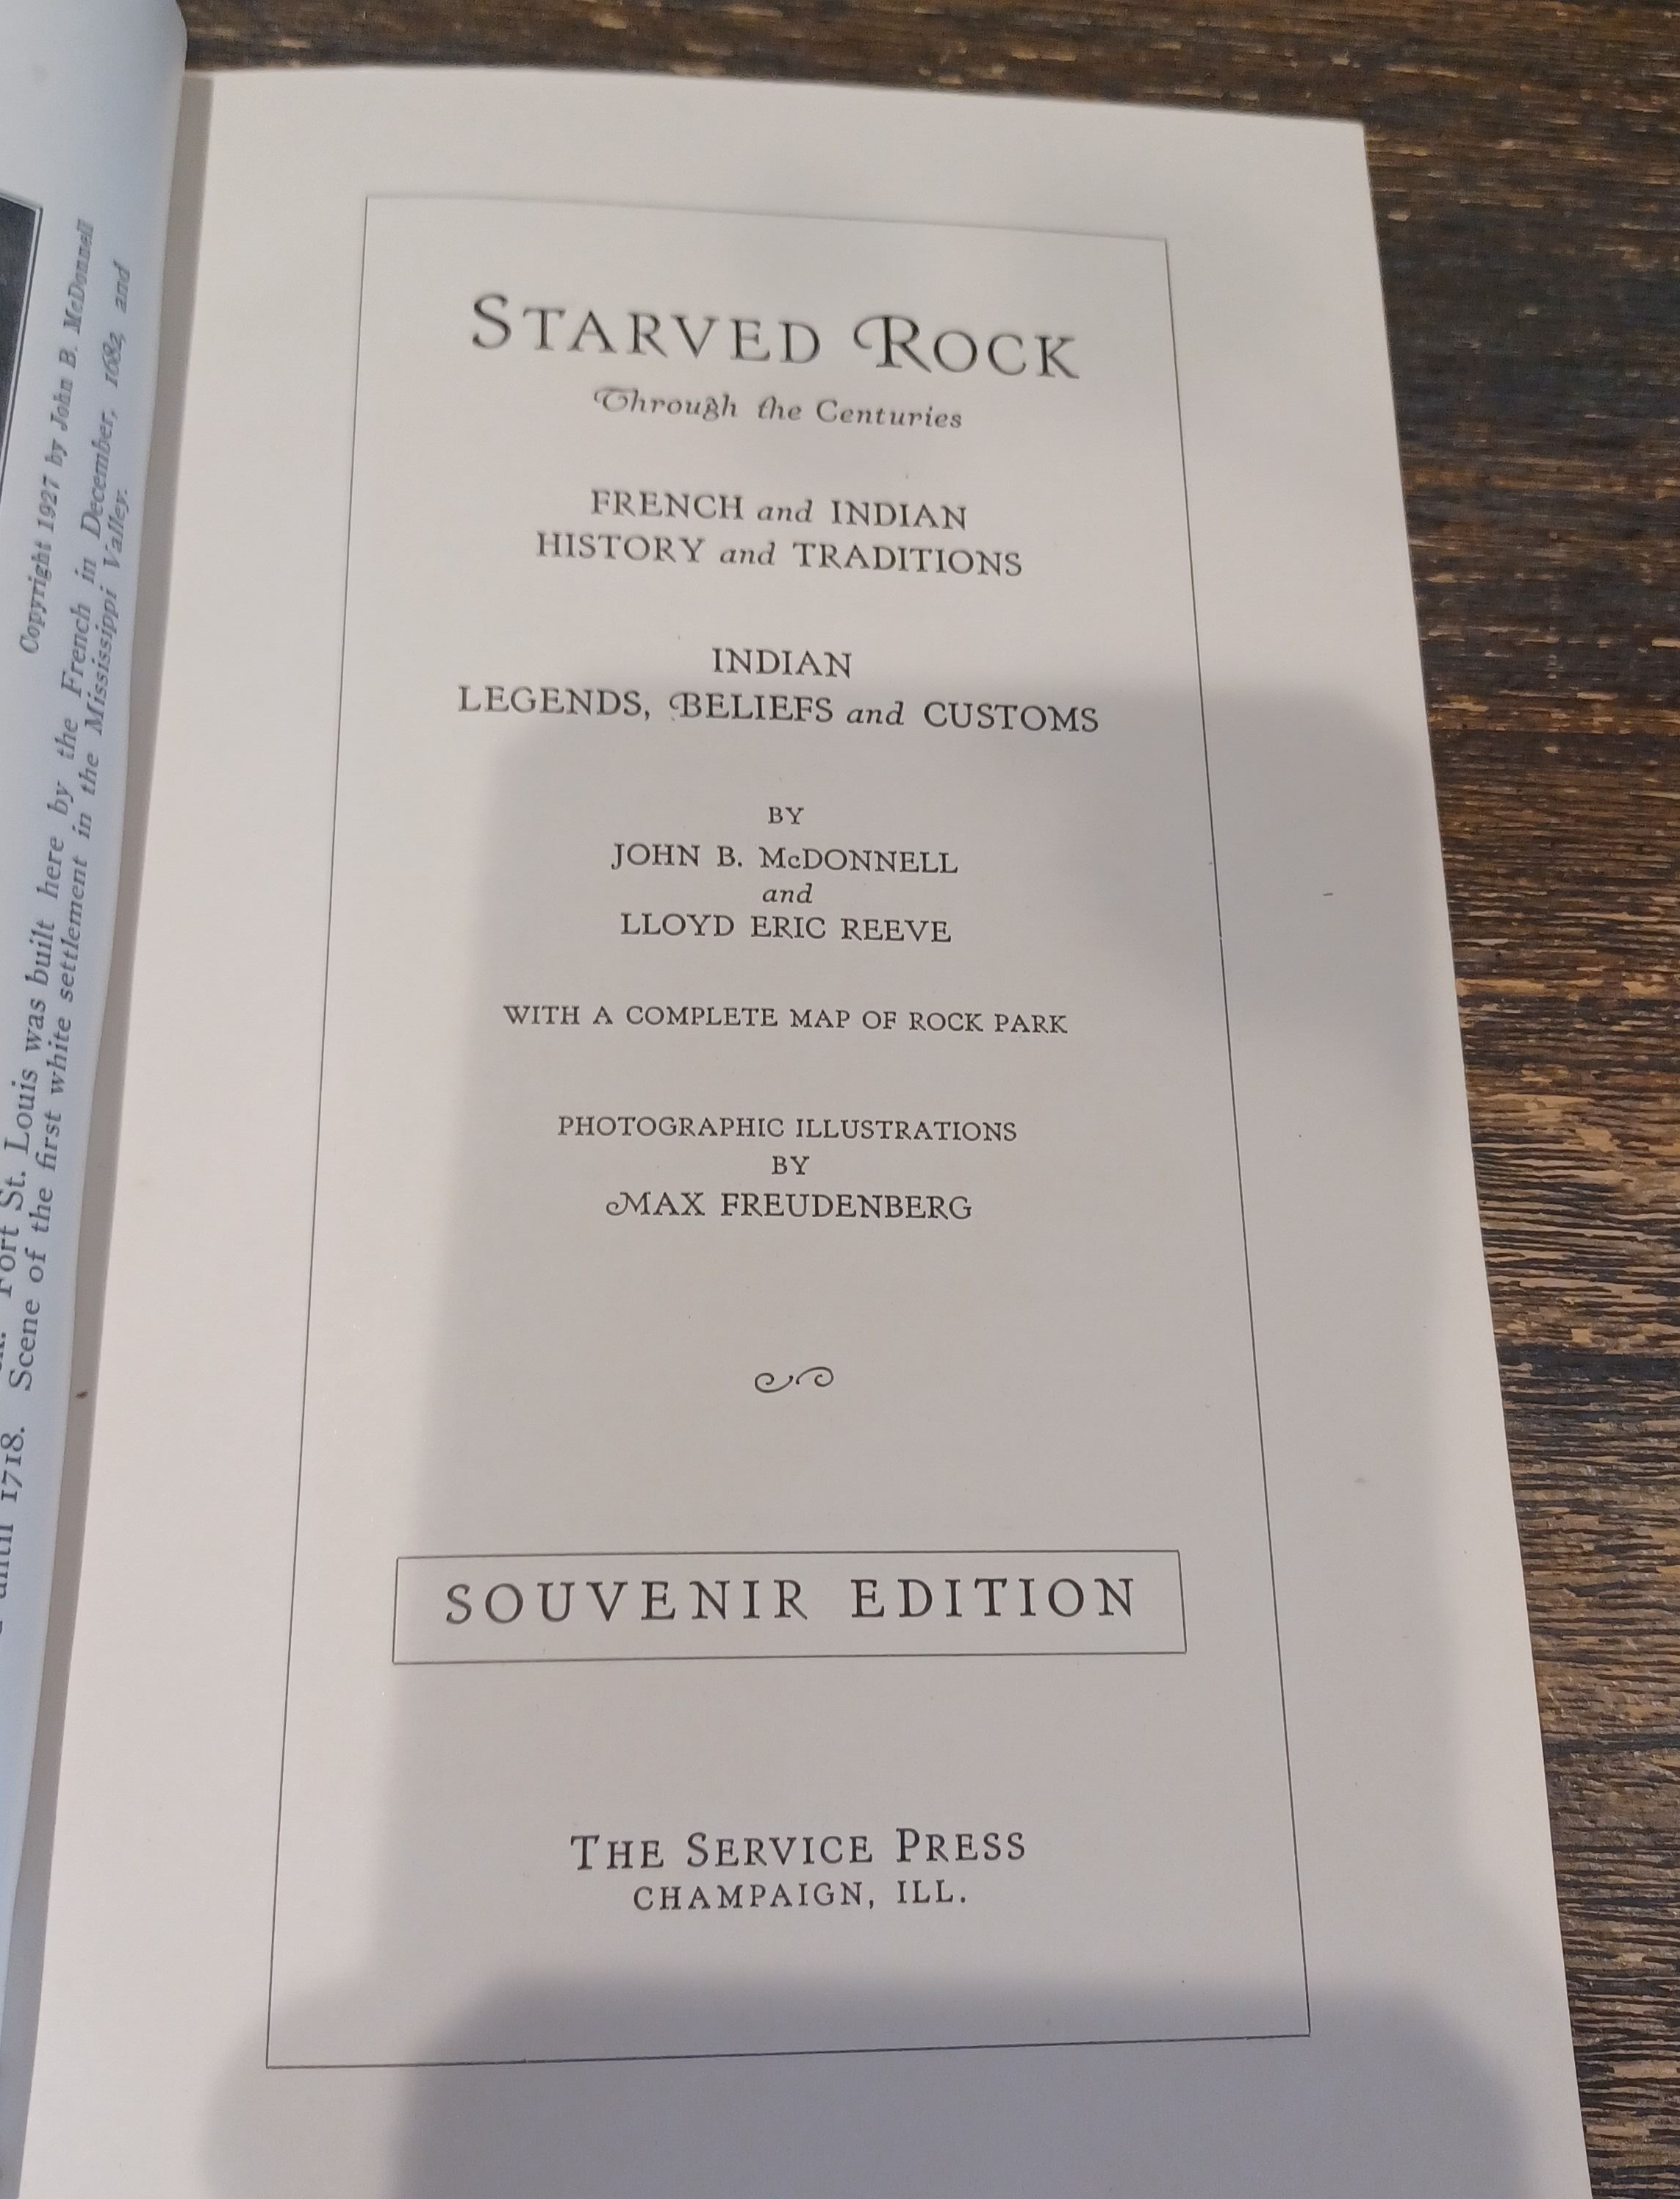 Copyright 1927 by John B. McDonnell
Fort St. Louis was built here by the French in December, 1682, and
until 1718. Scene of the first white settlement in the Mississippi Valley.
STARVED ROCK
Through the Centuries
FRENCH and INDIAN
HISTORY and TRADITIONS
INDIAN
LEGENDS, BELIEFS and CUSTOMS
BY
JOHN B. McDONNELL
and
LLOYD ERIC REEVE
WITH A COMPLETE MAP OF ROCK PARK
PHOTOGRAPHIC ILLUSTRATIONS
BY
MAX FREUDENBERG
SOUVENIR EDITION
THE SERVICE PRESS
CHAMPAIGN, ILL.